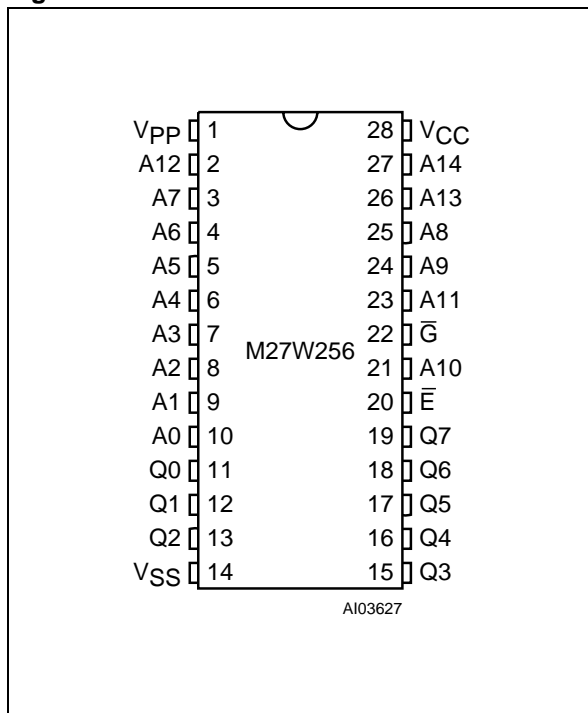 VPP 1 28 VCC
A12 2 27 A14
A7 3 26 A13
A6 4 25 A8
A5 5 24 A9
A4 6 23 A11
A3 7 22 G̅
M27W256
A2 8 21 A10
A1 9 20 E̅
A0 10 19 Q7
Q0 11 18 Q6
Q1 12 17 Q5
Q2 13 16 Q4
VSS 14 15 Q3
AI03627